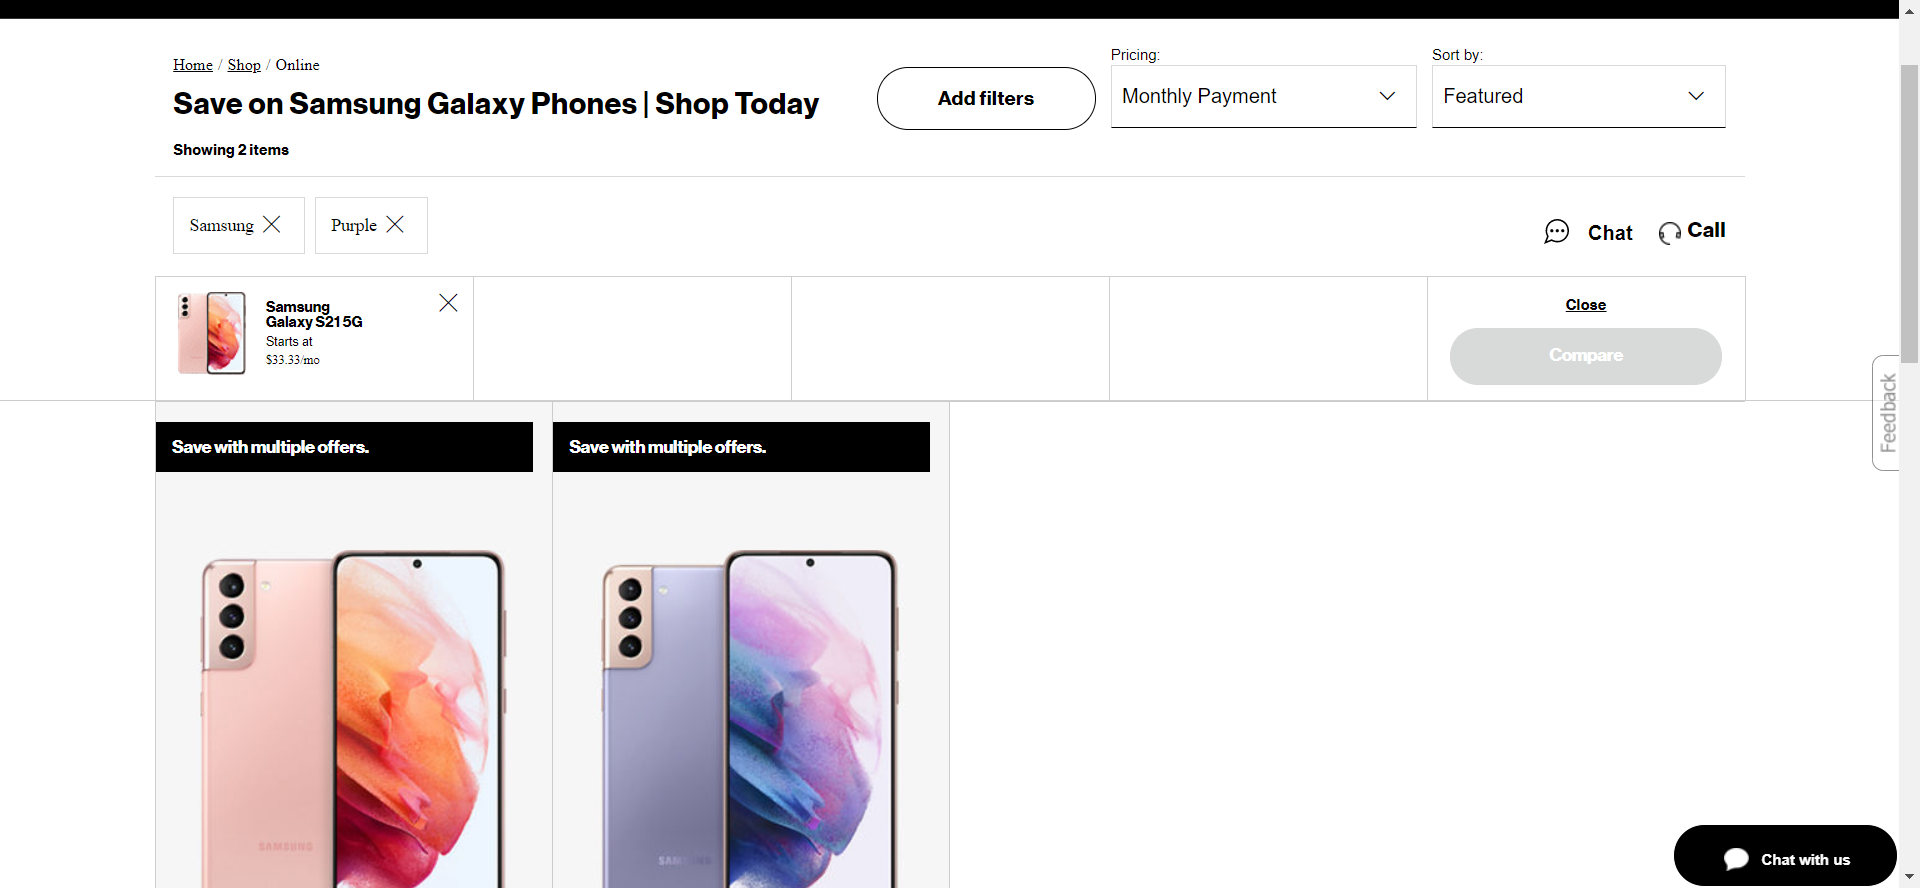 Home / Shop / Online
Save on Samsung Galaxy Phones | Shop Today
Showing 2 items
Add filters
Pricing:
Monthly Payment
Sort by:
Featured
Samsung
Purple
Chat
Call
Samsung
Galaxy S21 5G
Starts at
$33.33/mo
Close
Compare
Feedback
Save with multiple offers.
Save with multiple offers.
SAMSUNG
SAMSUNG
Chat with us